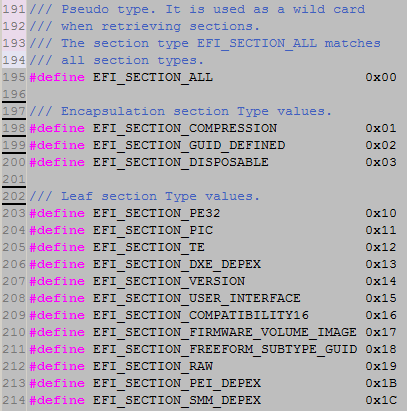 191 /// Pseudo type. It is used as a wild card
192 /// when retrieving sections.
193 /// The section type EFI_SECTION_ALL matches
194 /// all section types.
195 #define EFI_SECTION_ALL 0x00
196
197 /// Encapsulation section Type values.
198 #define EFI_SECTION_COMPRESSION 0x01
199 #define EFI_SECTION_GUID_DEFINED 0x02
200 #define EFI_SECTION_DISPOSABLE 0x03
201
202 /// Leaf section Type values.
203 #define EFI_SECTION_PE32 0x10
204 #define EFI_SECTION_PIC 0x11
205 #define EFI_SECTION_TE 0x12
206 #define EFI_SECTION_DXE_DEPEX 0x13
207 #define EFI_SECTION_VERSION 0x14
208 #define EFI_SECTION_USER_INTERFACE 0x15
209 #define EFI_SECTION_COMPATIBILITY16 0x16
210 #define EFI_SECTION_FIRMWARE_VOLUME_IMAGE 0x17
211 #define EFI_SECTION_FREEFORM_SUBTYPE_GUID 0x18
212 #define EFI_SECTION_RAW 0x19
213 #define EFI_SECTION_PEI_DEPEX 0x1B
214 #define EFI_SECTION_SMM_DEPEX 0x1C